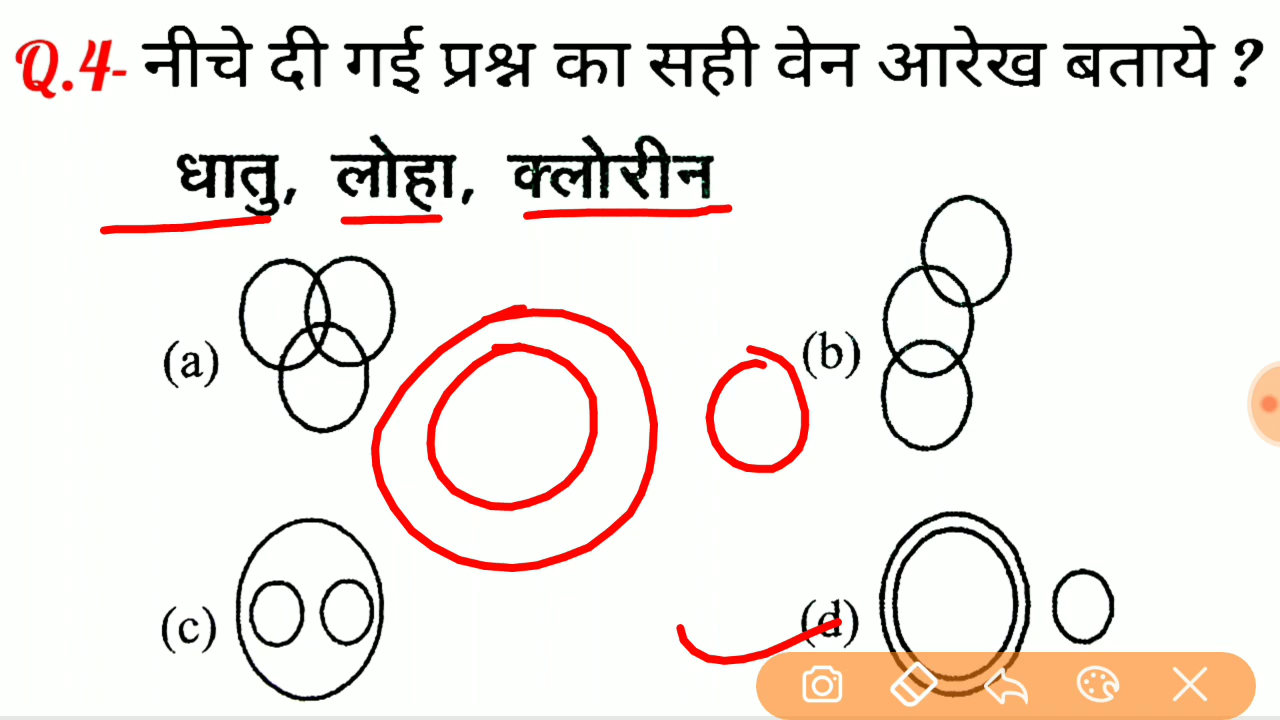 Q.4- नीचे दी गई प्रश्न का सही वेन आरेख बताये ?
धातु, लोहा, क्लोरीन
(a)
(b)
(c)
(d)